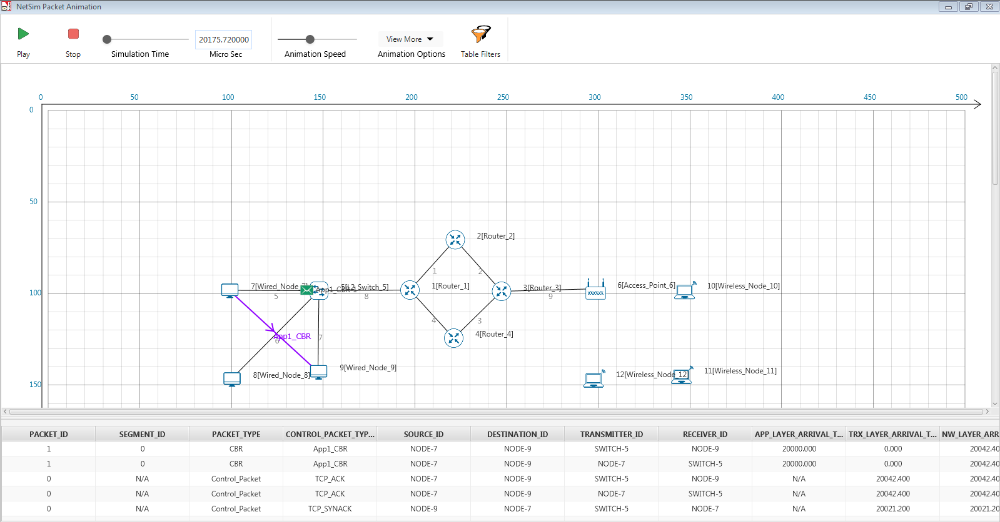 NetSim Packet Animation
Play
Stop
Simulation Time
20175.720000
Micro Sec
Animation Speed
View More
Animation Options
Table Filters
0 50 100 150 200 250 300 350 400 450 500
0
50
100
150
2[Router_2]
1
2
7[Wired_Node_7]
App1_CBR-1
5[L2_Switch_5]
1[Router_1]
3[Router_3]
6[Access_Point_6]
10[Wireless_Node_10]
5
8
9
4
3
4[Router_4]
App1_CBR
6
7
8[Wired_Node_8]
9[Wired_Node_9]
12[Wireless_Node_12]
11[Wireless_Node_11]
PACKET_ID SEGMENT_ID PACKET_TYPE CONTROL_PACKET_TYP... SOURCE_ID DESTINATION_ID TRANSMITTER_ID RECEIVER_ID APP_LAYER_ARRIVAL_T... TRX_LAYER_ARRIVAL_T... NW_LAYER_ARR
1 0 CBR App1_CBR NODE-7 NODE-9 SWITCH-5 NODE-9 20000.000 0.000 20042.40
1 0 CBR App1_CBR NODE-7 NODE-9 NODE-7 SWITCH-5 20000.000 0.000 20042.40
0 N/A Control_Packet TCP_ACK NODE-7 NODE-9 SWITCH-5 NODE-9 N/A 20042.400 20042.40
0 N/A Control_Packet TCP_ACK NODE-7 NODE-9 NODE-7 SWITCH-5 N/A 20042.400 20042.40
0 N/A Control_Packet TCP_SYNACK NODE-9 NODE-7 SWITCH-5 NODE-7 N/A 20021.200 20021.20